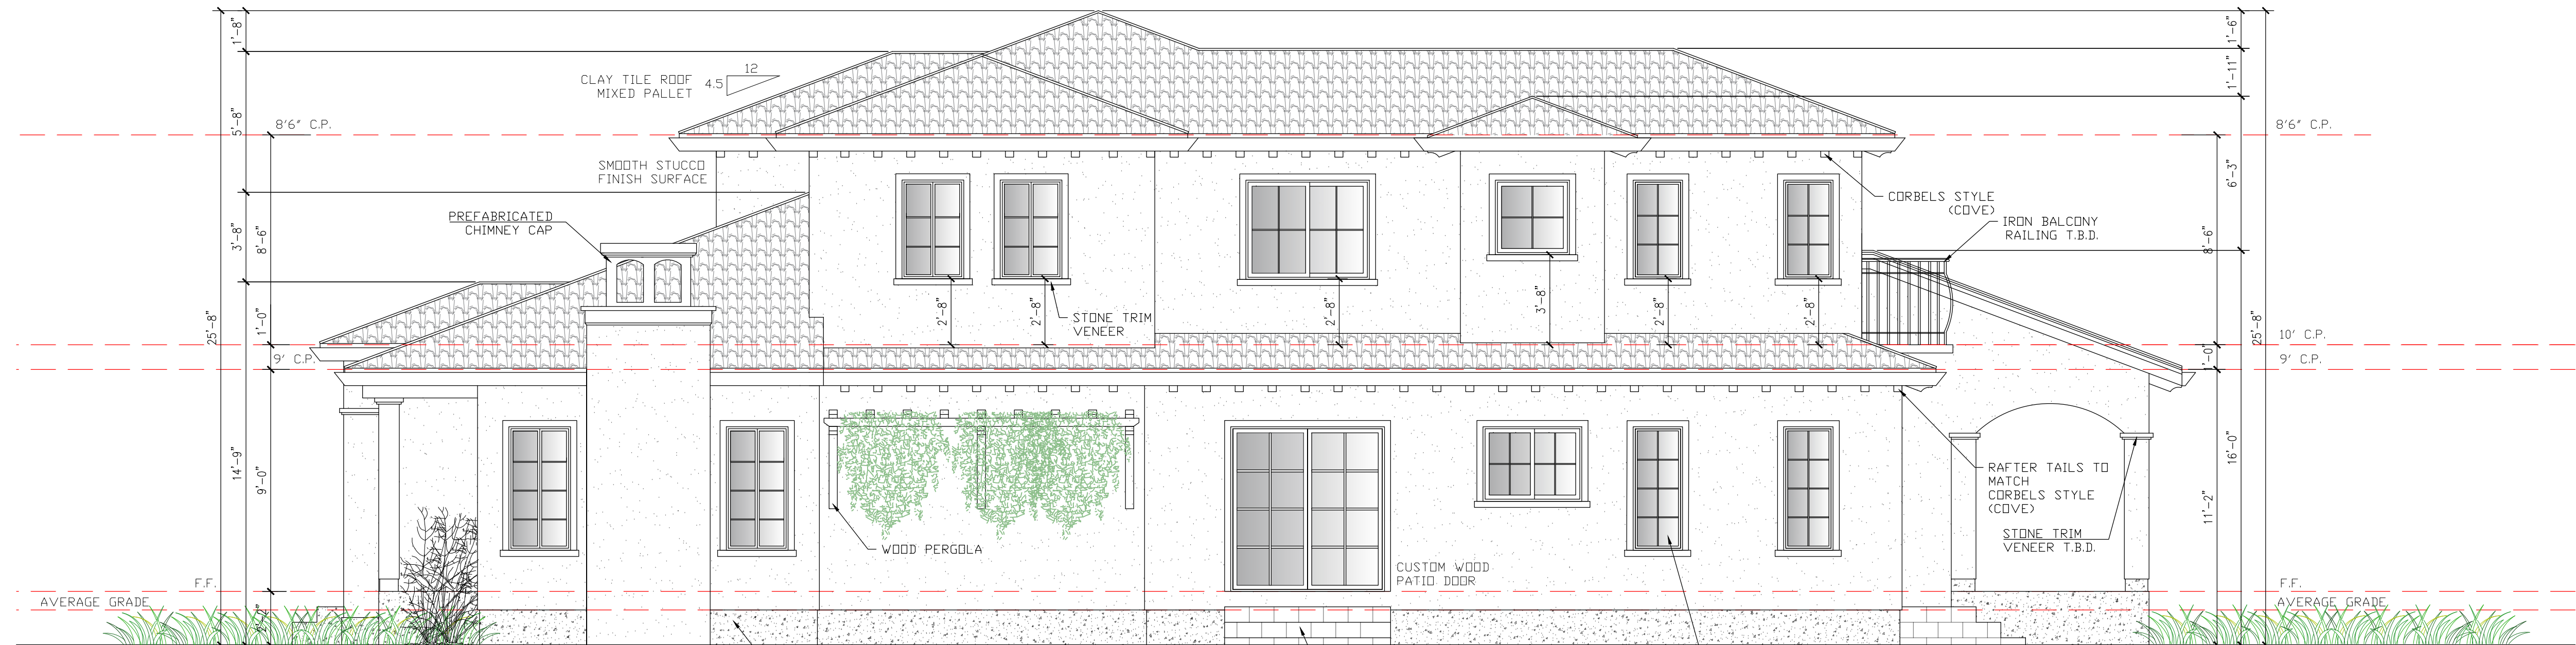 1'-8"
5'-8"
3'-8"
14'-9"
25'-8"
8'-6"
1'-0"
9'-0"
2'-2"
8'6" C.P.
9' C.P.
F.F.
AVERAGE GRADE
CLAY TILE ROOF
MIXED PALLET
12
4.5
SMOOTH STUCCO
FINISH SURFACE
PREFABRICATED
CHIMNEY CAP
2'-8"
2'-8"
STONE TRIM
VENEER
2'-8"
3'-8"
2'-8"
2'-8"
WOOD PERGOLA
CUSTOM WOOD
PATIO DOOR
CORBELS STYLE
(COVE)
IRON BALCONY
RAILING T.B.D.
RAFTER TAILS TO
MATCH
CORBELS STYLE
(COVE)
STONE TRIM
VENEER T.B.D.
1'-6"
1'-11"
6'-3"
16'-0"
25'-8"
8'-6"
1'-0"
11'-2"
8'6" C.P.
10' C.P.
9' C.P.
F.F.
AVERAGE GRADE